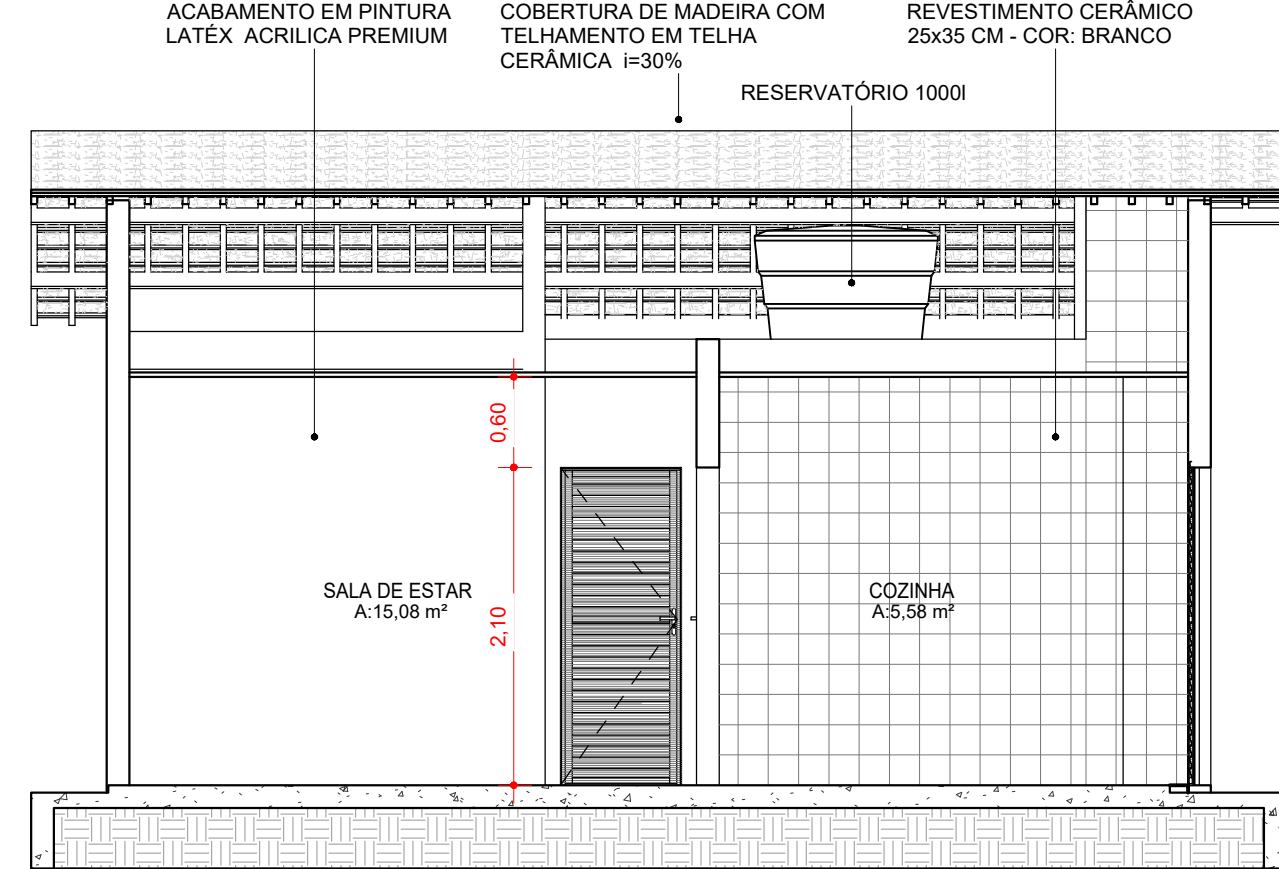 ACABAMENTO EM PINTURA
LATÉX ACRILICA PREMIUM
COBERTURA DE MADEIRA COM
TELHAMENTO EM TELHA
CERÂMICA i=30%
REVESTIMENTO CERÂMICO
25x35 CM - COR: BRANCO
RESERVATÓRIO 1000l
0,60
2,10
SALA DE ESTAR
A:15,08 m²
COZINHA
A:5,58 m²